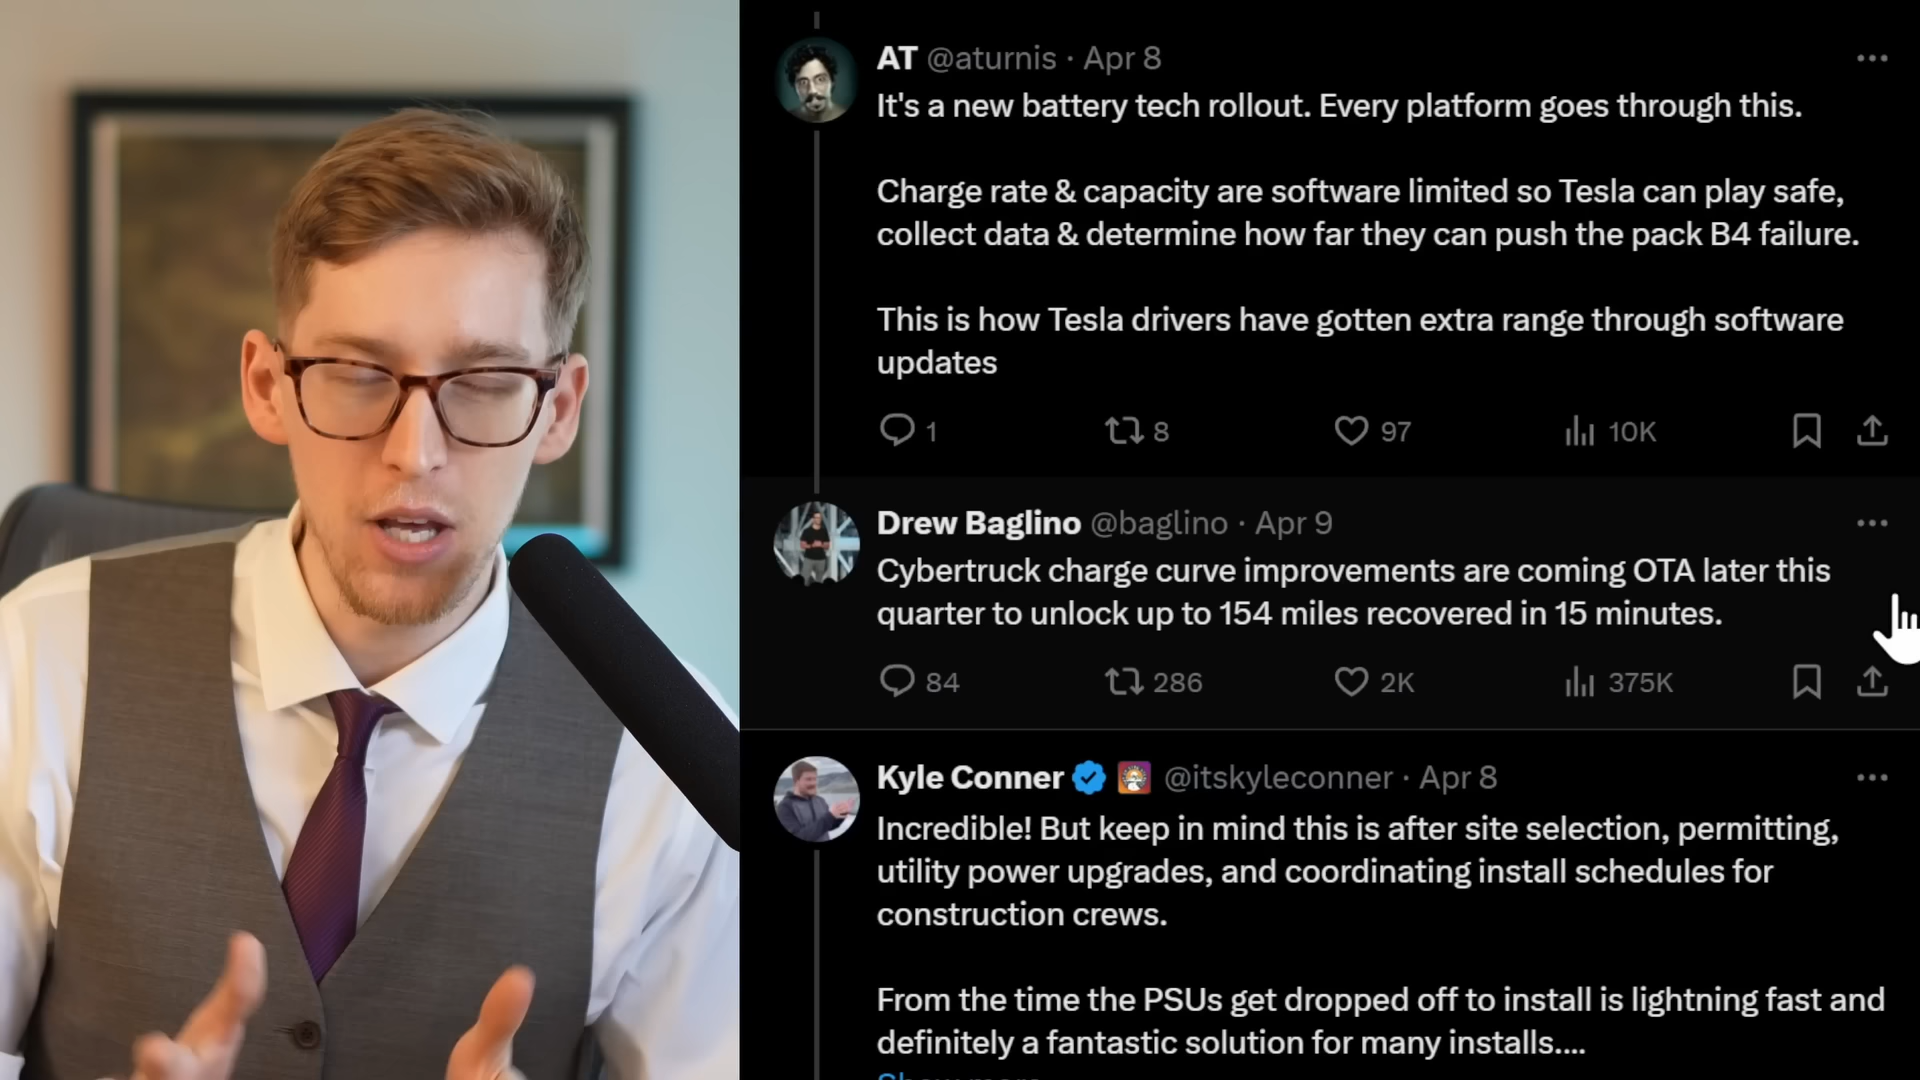 AT @aturnis · Apr 8
It's a new battery tech rollout. Every platform goes through this.
Charge rate & capacity are software limited so Tesla can play safe,
collect data & determine how far they can push the pack B4 failure.
This is how Tesla drivers have gotten extra range through software
updates
1 8 97 10K
Drew Baglino @baglino · Apr 9
Cybertruck charge curve improvements are coming OTA later this
quarter to unlock up to 154 miles recovered in 15 minutes.
84 286 2K 375K
Kyle Conner @itskyleconner · Apr 8
Incredible! But keep in mind this is after site selection, permitting,
utility power upgrades, and coordinating install schedules for
construction crews.
From the time the PSUs get dropped off to install is lightning fast and
definitely a fantastic solution for many installs....
Show more